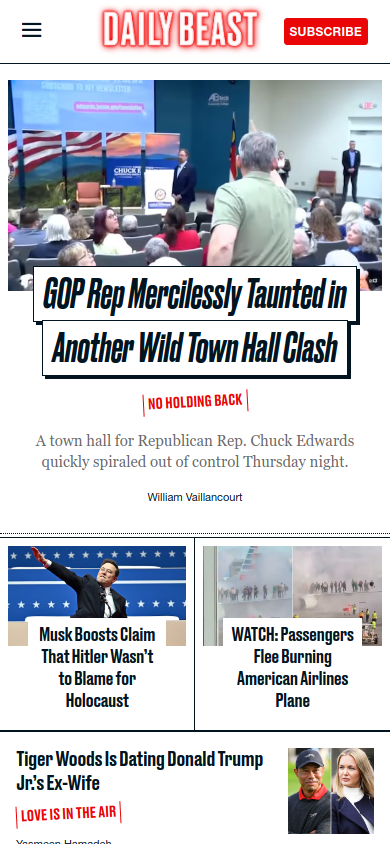 DAILY BEAST
SUBSCRIBE
GOP Rep Mercilessly Taunted in
Another Wild Town Hall Clash
NO HOLDING BACK
A town hall for Republican Rep. Chuck Edwards
quickly spiraled out of control Thursday night.
William Vaillancourt
Musk Boosts Claim
That Hitler Wasn't
to Blame for
Holocaust
WATCH: Passengers
Flee Burning
American Airlines
Plane
Tiger Woods Is Dating Donald Trump
Jr.'s Ex-Wife
LOVE IS IN THE AIR